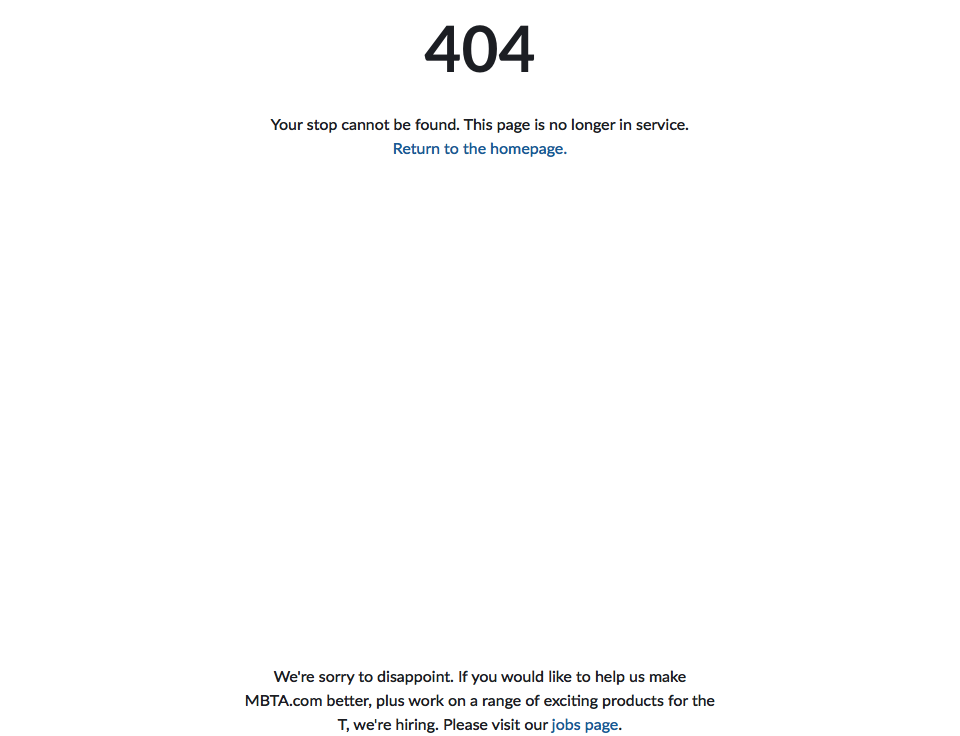 404
Your stop cannot be found. This page is no longer in service.
Return to the homepage.
We're sorry to disappoint. If you would like to help us make
MBTA.com better, plus work on a range of exciting products for the
T, we're hiring. Please visit our jobs page.